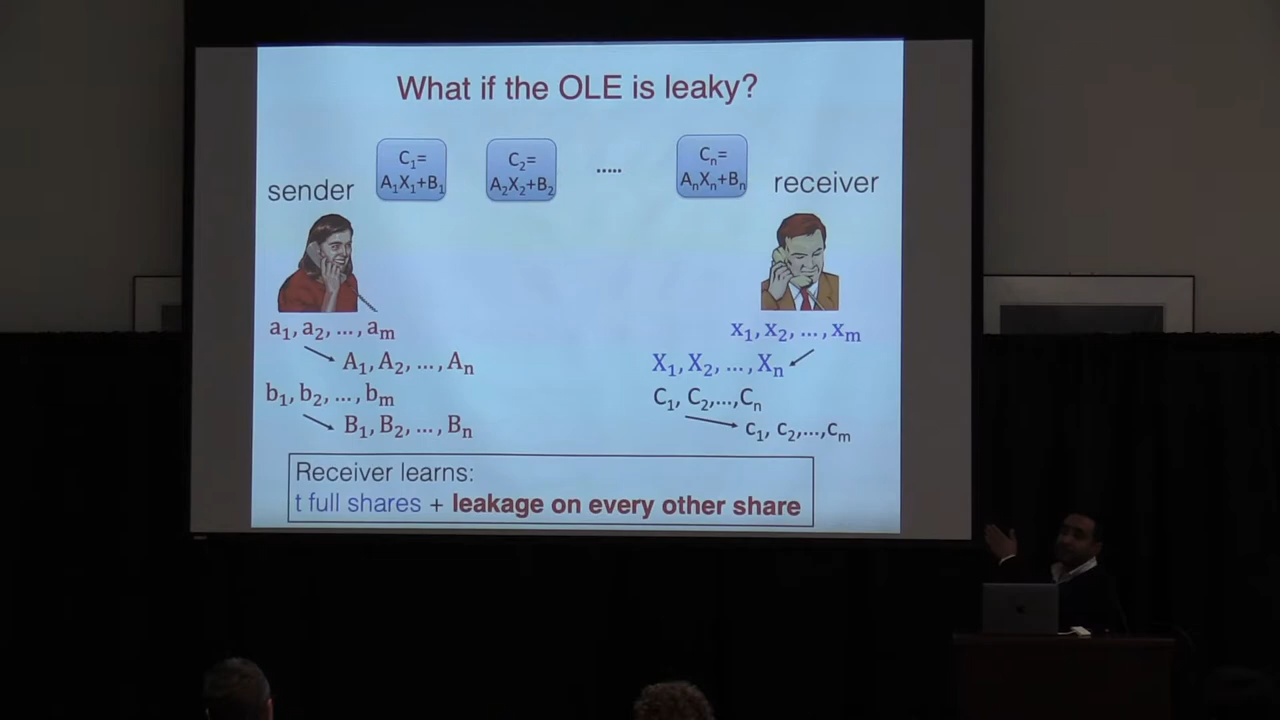 What if the OLE is leaky?
C₁=
A₁X₁+B₁
C₂=
A₂X₂+B₂
.....
Cₙ=
AₙXₙ+Bₙ
sender
receiver
a₁, a₂, ..., aₘ
A₁, A₂, ..., Aₙ
b₁, b₂, ..., bₘ
B₁, B₂, ..., Bₙ
x₁, x₂, ..., xₘ
X₁, X₂, ..., Xₙ
C₁, C₂,...,Cₙ
c₁, c₂,...,cₘ
Receiver learns:
t full shares + leakage on every other share